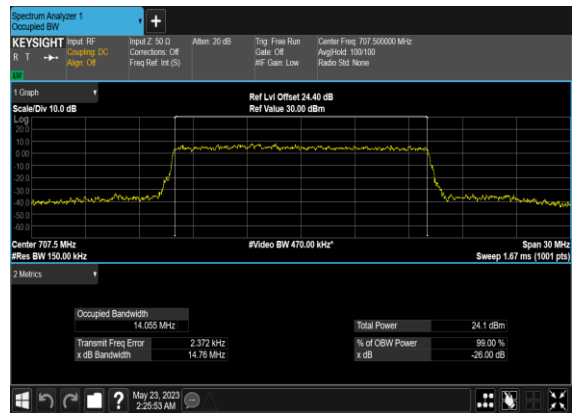 Spectrum Analyzer 1
Occupied BW
KEYSIGHT Input: RF Input Z: 50 Ω Atten: 20 dB Trig: Free Run Center Freq: 707.500000 MHz
R T Coupling: DC Corrections: Off Gate: Off Avg|Hold: 100/100
Align: Off Freq Ref: Int (S) #IF Gain: Low Radio Std: None
LW
1 Graph
Ref Lvl Offset 24.40 dB
Scale/Div 10.0 dB Ref Value 30.00 dBm
Log
20.0
10.0
0.00
-10.0
-20.0
-30.0
-40.0
-50.0
-60.0
Center 707.5 MHz #Video BW 470.00 kHz* Span 30 MHz
#Res BW 150.00 kHz Sweep 1.67 ms (1001 pts)
2 Metrics
Occupied Bandwidth
14.055 MHz Total Power 24.1 dBm
Transmit Freq Error 2.372 kHz % of OBW Power 99.00 %
x dB Bandwidth 14.76 MHz x dB -26.00 dB
? May 23, 2023
2:25:53 AM